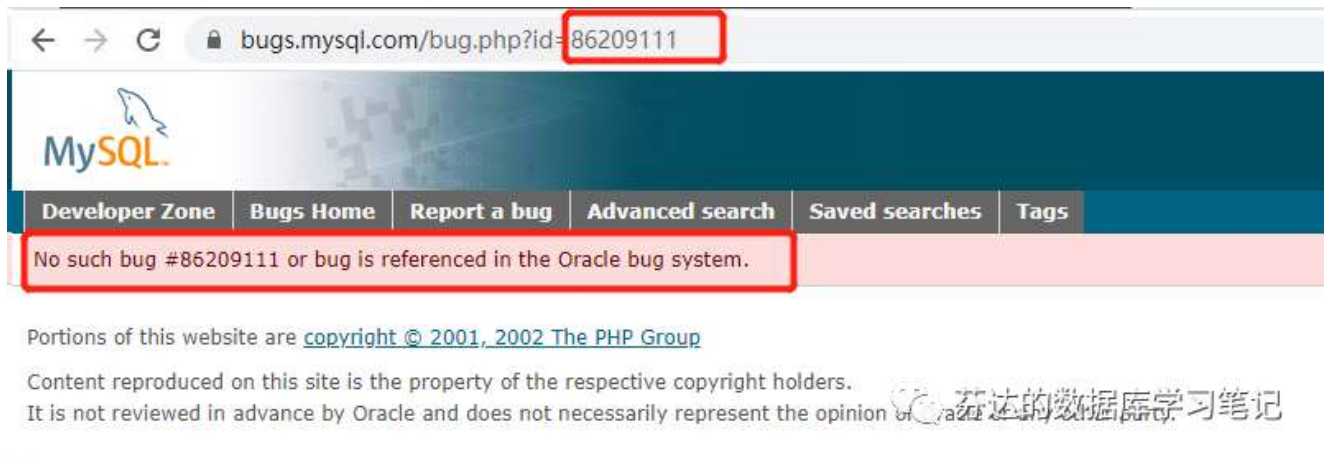 bugs.mysql.com/bug.php?id=86209111
MySQL
Developer Zone Bugs Home Report a bug Advanced search Saved searches Tags
No such bug #86209111 or bug is referenced in the Oracle bug system.
Portions of this website are copyright © 2001, 2002 The PHP Group
Content reproduced on this site is the property of the respective copyright holders.
It is not reviewed in advance by Oracle and does not necessarily represent the opinion
芬达的数据库学习笔记